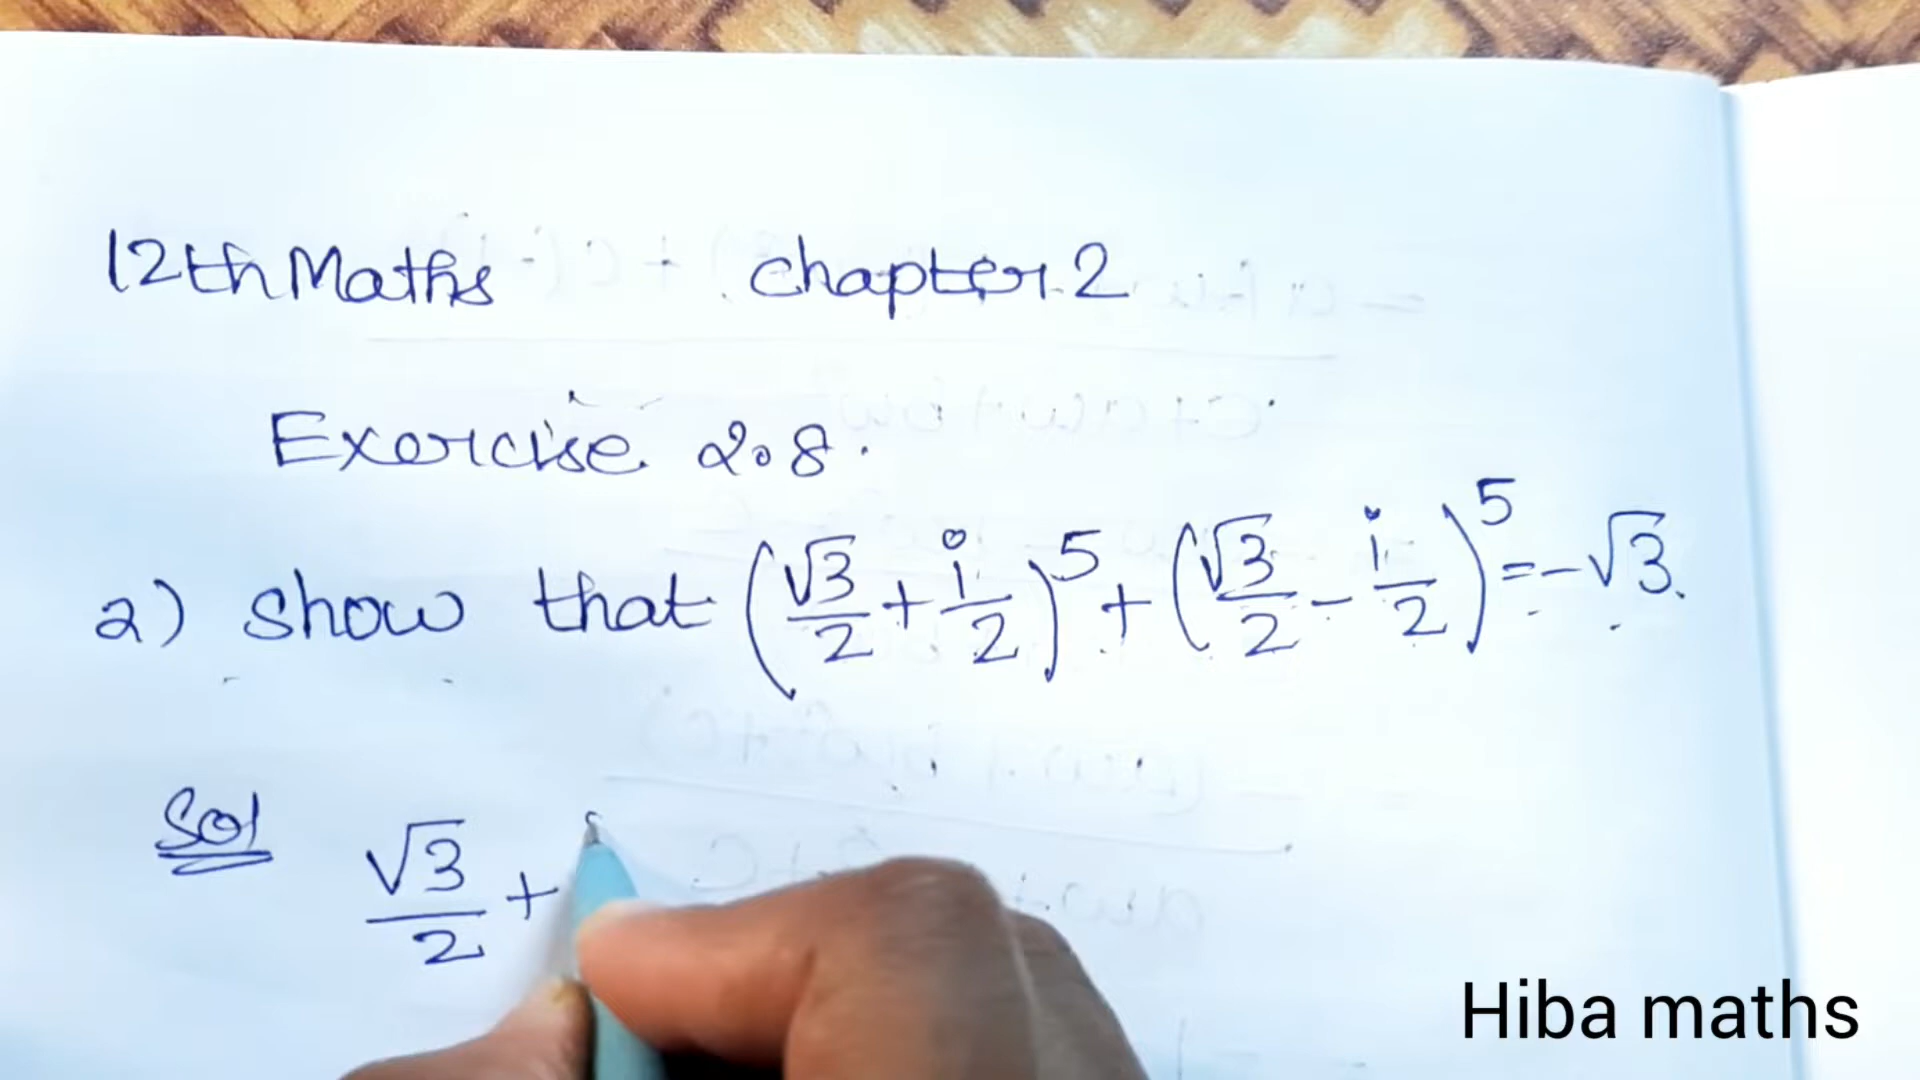 12th Maths chapter 2
Exercise 2.8.
2) Show that (√3/2 + i/2)^5 + (√3/2 - i/2)^5 = -√3.
Sol √3/2 +
Hiba maths